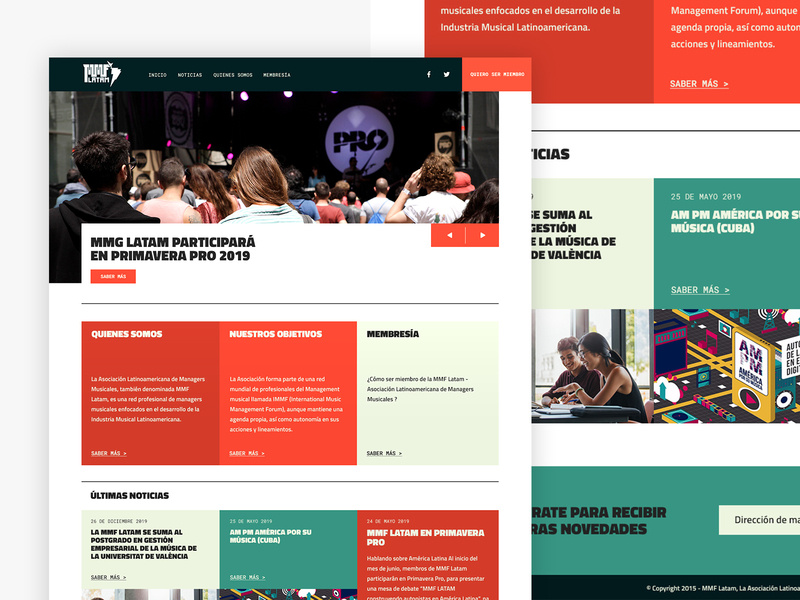 MMF
LATAM
INICIO
NOTICIAS
QUIENES SOMOS
MEMBRESÍA
QUIERO SER MIEMBRO
PRO
MMG LATAM PARTICIPARÁ
EN PRIMAVERA PRO 2019
SABER MÁS
QUIENES SOMOS
La Asociación Latinoamericana de Managers
Musicales, también denominada MMF
Latam, es una red profesional de managers
musicales enfocados en el desarrollo de la
Industria Musical Latinoamericana.
SABER MÁS >
NUESTROS OBJETIVOS
La Asociación forma parte de una red
mundial de profesionales del Management
musical llamada IMMF (International Music
Management Forum), aunque mantiene una
agenda propia, así como autonomía en sus
acciones y lineamientos.
SABER MÁS >
MEMBRESÍA
¿Cómo ser miembro de la MMF Latam -
Asociación Latinoamericana de Managers
Musicales ?
SABER MÁS >
ÚLTIMAS NOTICIAS
26 DE DICIEMBRE 2019
LA MMF LATAM SE SUMA AL
POSTGRADO EN GESTIÓN
EMPRESARIAL DE LA MÚSICA DE
LA UNIVERSITAT DE VALÈNCIA
SABER MÁS >
25 DE MAYO 2019
AM PM AMÉRICA POR SU
MÚSICA (CUBA)
SABER MÁS >
24 DE MAYO 2019
MMF LATAM EN PRIMAVERA
PRO
Hablando sobre América Latina Al inicio del
mes de junio, miembros de MMF Latam
participarán en Primavera Pro, para presentar
una mesa de debate "MMF LATAM
musicales enfocados en el desarrollo de la
Industria Musical Latinoamericana.
Management Forum), aunque
agenda propia, así como auton
acciones y lineamientos.
SABER MÁS >
TICIAS
SE SUMA AL
GESTIÓN
E LA MÚSICA DE
DE VALÈNCIA
25 DE MAYO 2019
AM PM AMÉRICA POR S
MÚSICA (CUBA)
SABER MÁS >
AM
PM
AMÉRICA
POR SU MÚSICA
AUTO
EN E
DIGIT
RATE PARA RECIBIR
RAS NOVEDADES
Dirección de ma
© Copyright 2015 - MMF Latam, La Asociación Latinoa